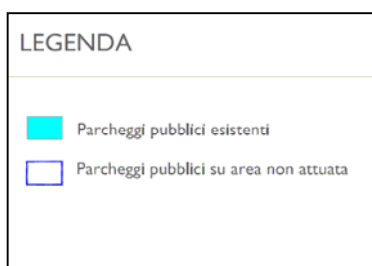 LEGENDA
Parcheggi pubblici esistenti
Parcheggi pubblici su area non attuata